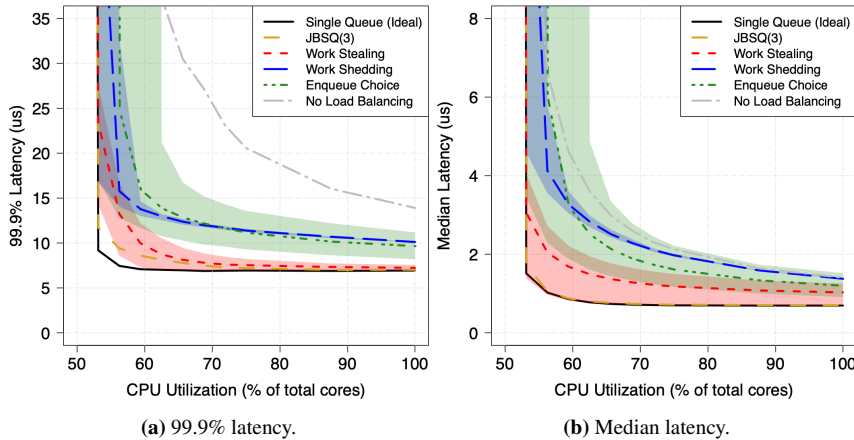 99.9% Latency (us)
35
30
25
20
15
10
5
0
50
60
70
80
90
100
CPU Utilization (% of total cores)
Single Queue (Ideal)
JBSQ(3)
Work Stealing
Work Shedding
Enqueue Choice
No Load Balancing
(a) 99.9% latency.
Median Latency (us)
8
6
4
2
0
50
60
70
80
90
100
CPU Utilization (% of total cores)
Single Queue (Ideal)
JBSQ(3)
Work Stealing
Work Shedding
Enqueue Choice
No Load Balancing
(b) Median latency.